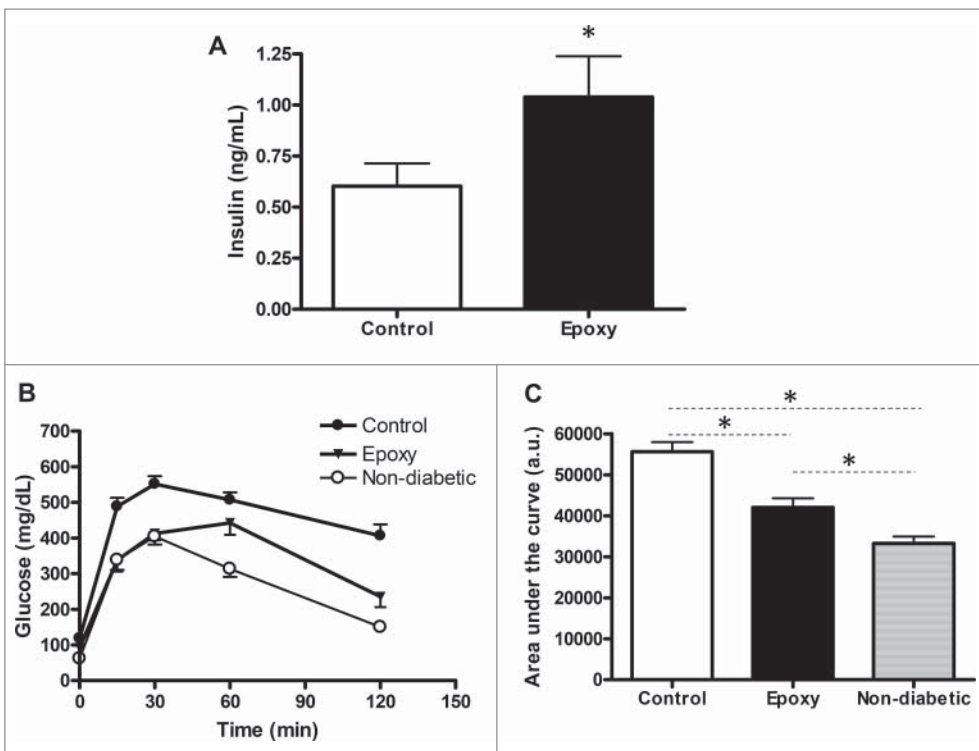 A
*
Insulin (ng/mL)
1.25
1.00
0.75
0.50
0.25
0.00
Control
Epoxy
B
Glucose (mg/dL)
700
600
500
400
300
200
100
0
Control
Epoxy
Non-diabetic
0
30
60
90
120
150
Time (min)
C
*
*
*
Area under the curve (a.u.)
60000
50000
40000
30000
20000
10000
0
Control
Epoxy
Non-diabetic